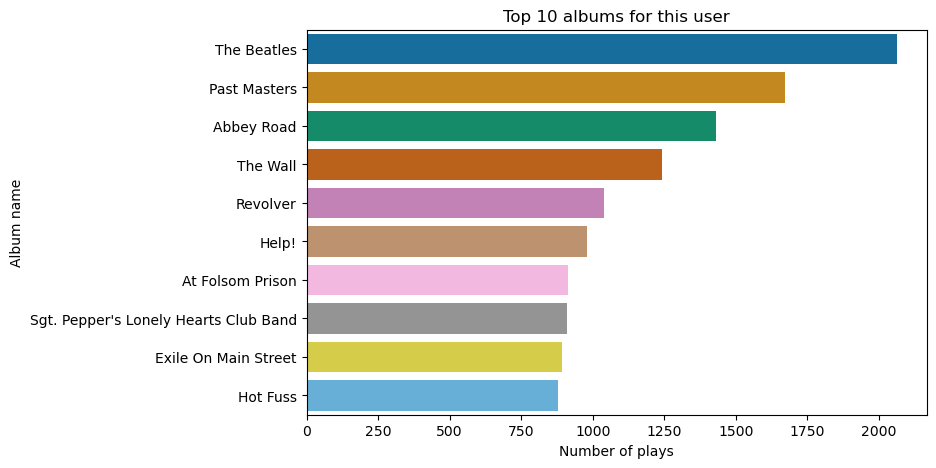 Top 10 albums for this user
Album name
The Beatles
Past Masters
Abbey Road
The Wall
Revolver
Help!
At Folsom Prison
Sgt. Pepper's Lonely Hearts Club Band
Exile On Main Street
Hot Fuss
0 250 500 750 1000 1250 1500 1750 2000
Number of plays